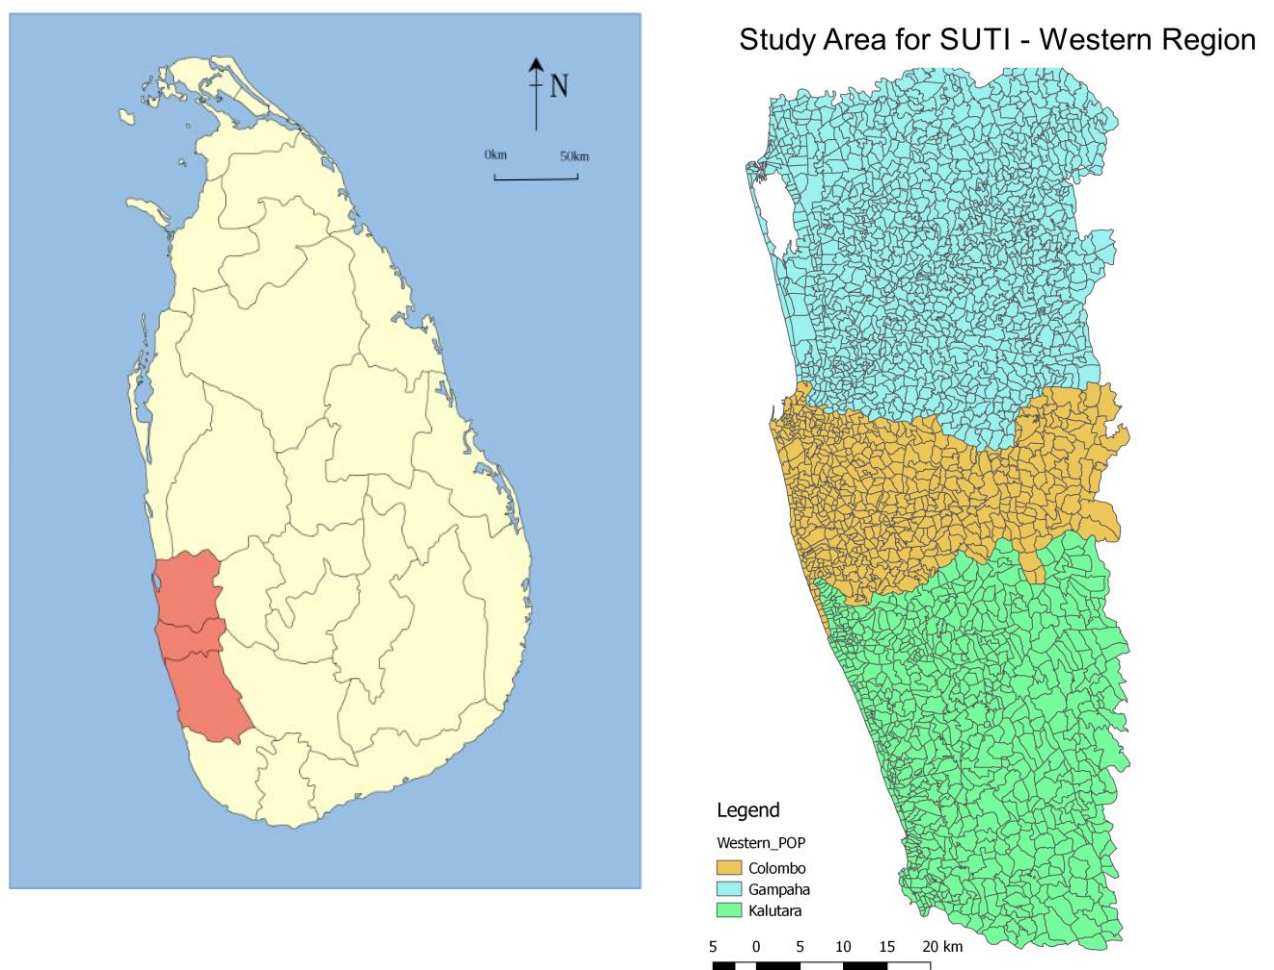 N
0km 50km
Study Area for SUTI - Western Region
Legend
Western_POP
Colombo
Gampaha
Kalutara
5 0 5 10 15 20 km